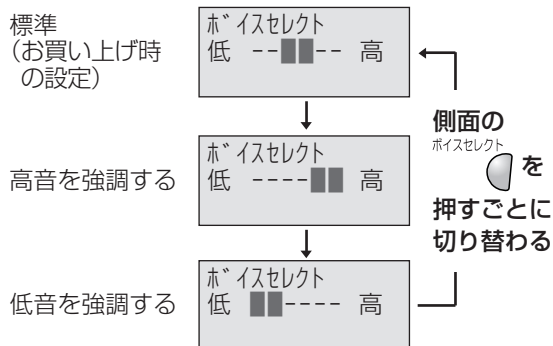 標準
(お買い上げ時
の設定)
ボイスセレクト
低 --■■-- 高
高音を強調する
ボイスセレクト
低 ----■■ 高
低音を強調する
ボイスセレクト
低 ■■---- 高
側面の
ボイスセレクト
を
押すごとに
切り替わる